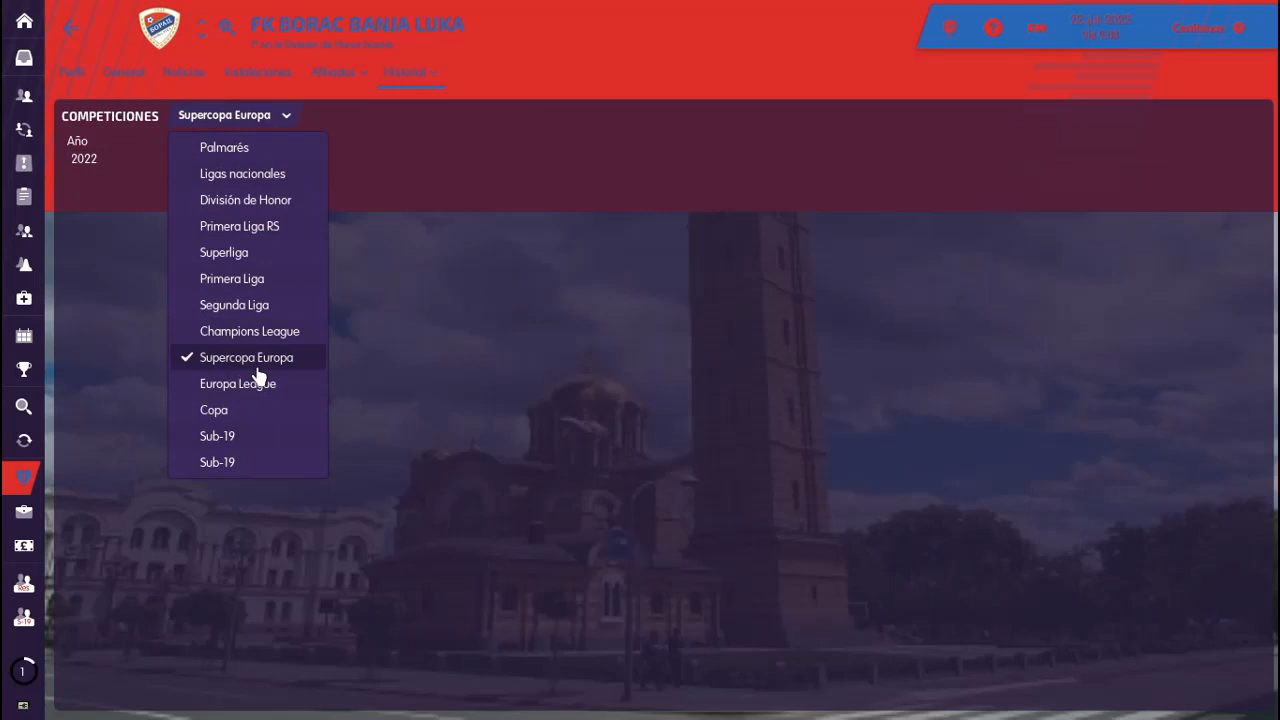 FK BORAC BANJA LUKA
Perfil General Noticias Instalaciones Afiliados Historial
Continuar
COMPETICIONES Supercopa Europa
Año
2022
Palmarés
Ligas nacionales
División de Honor
Primera Liga RS
Superliga
Primera Liga
Segunda Liga
Champions League
Supercopa Europa
Europa League
Copa
Sub-19
Sub-19
Res
S-19
1